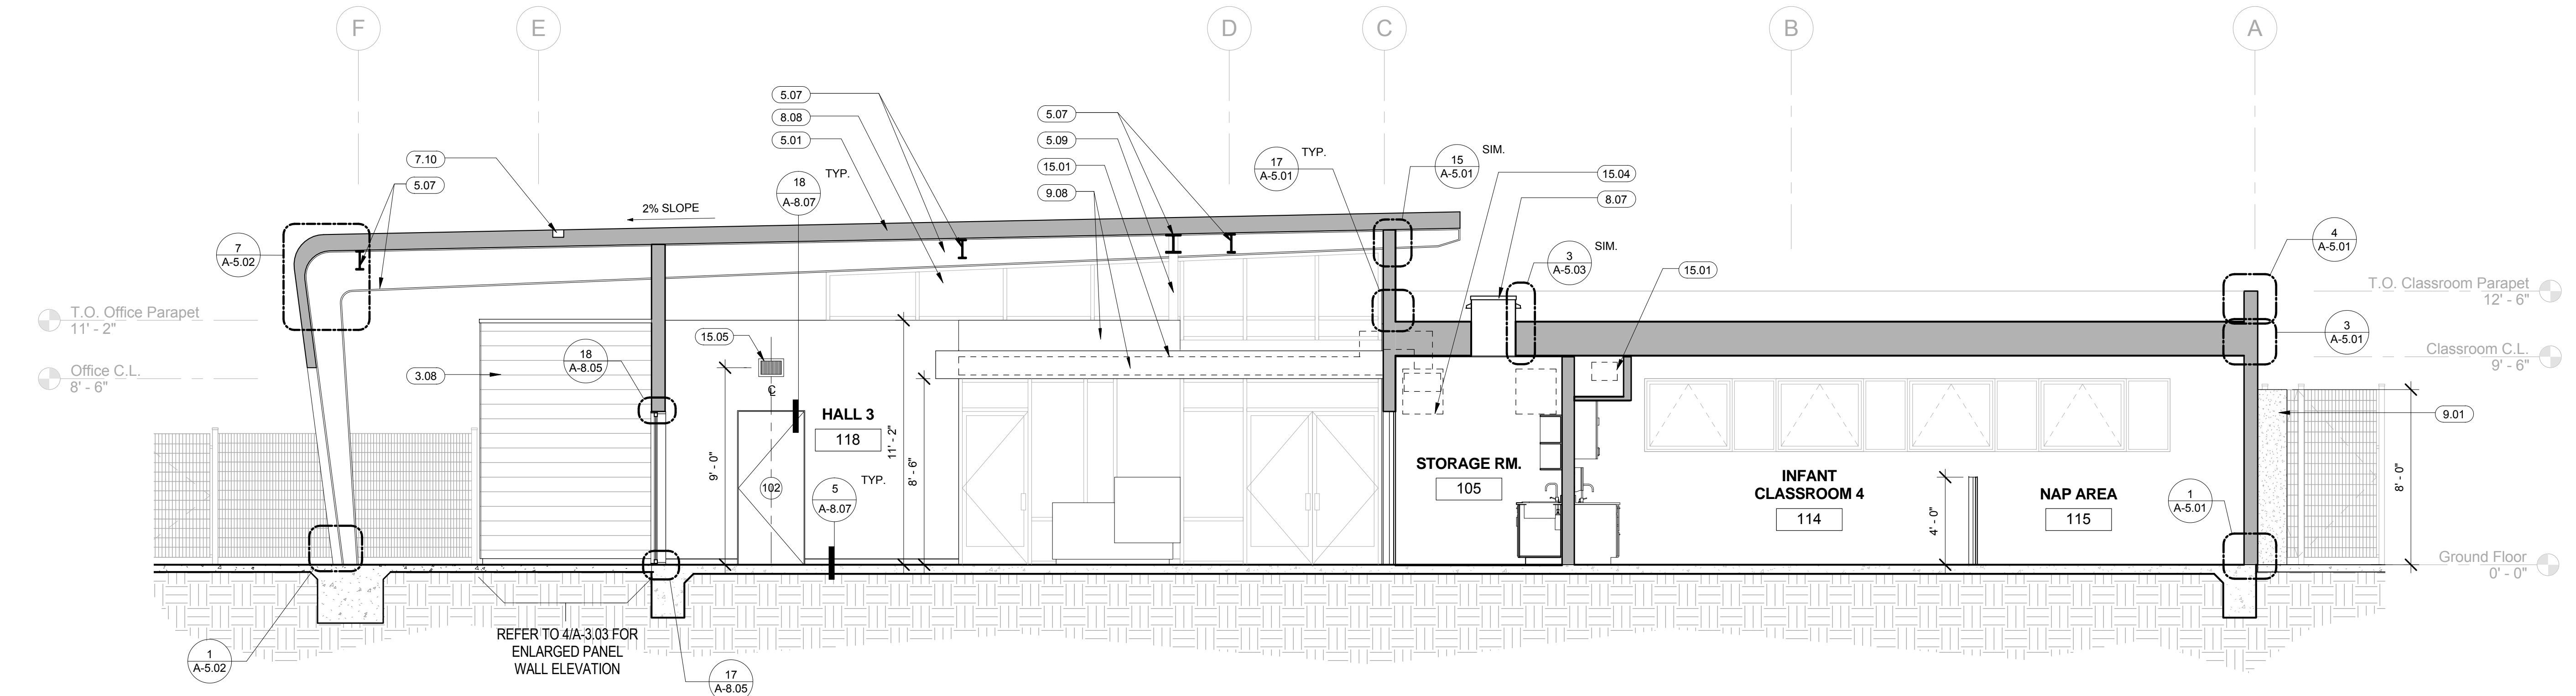 F
E
D
C
B
A
5.07
8.08
5.01
5.07
5.09
15.01
9.08
7.10
5.07
2% SLOPE
18
A-8.07
TYP.
17
A-5.01
TYP.
15
A-5.01
SIM.
15.04
8.07
3
A-5.03
SIM.
15.01
7
A-5.02
4
A-5.01
T.O. Office Parapet
11' - 2"
Office C.L.
8' - 6"
T.O. Classroom Parapet
12' - 6"
3
A-5.01
Classroom C.L.
9' - 6"
3.08
18
A-8.05
15.05
℄
HALL 3
118
9' - 0"
11' - 2"
8' - 6"
102
5
A-8.07
TYP.
STORAGE RM.
105
INFANT
CLASSROOM 4
114
4' - 0"
NAP AREA
115
1
A-5.01
9.01
8' - 0"
Ground Floor
0' - 0"
REFER TO 4/A-3.03 FOR
ENLARGED PANEL
WALL ELEVATION
1
A-5.02
17
A-8.05